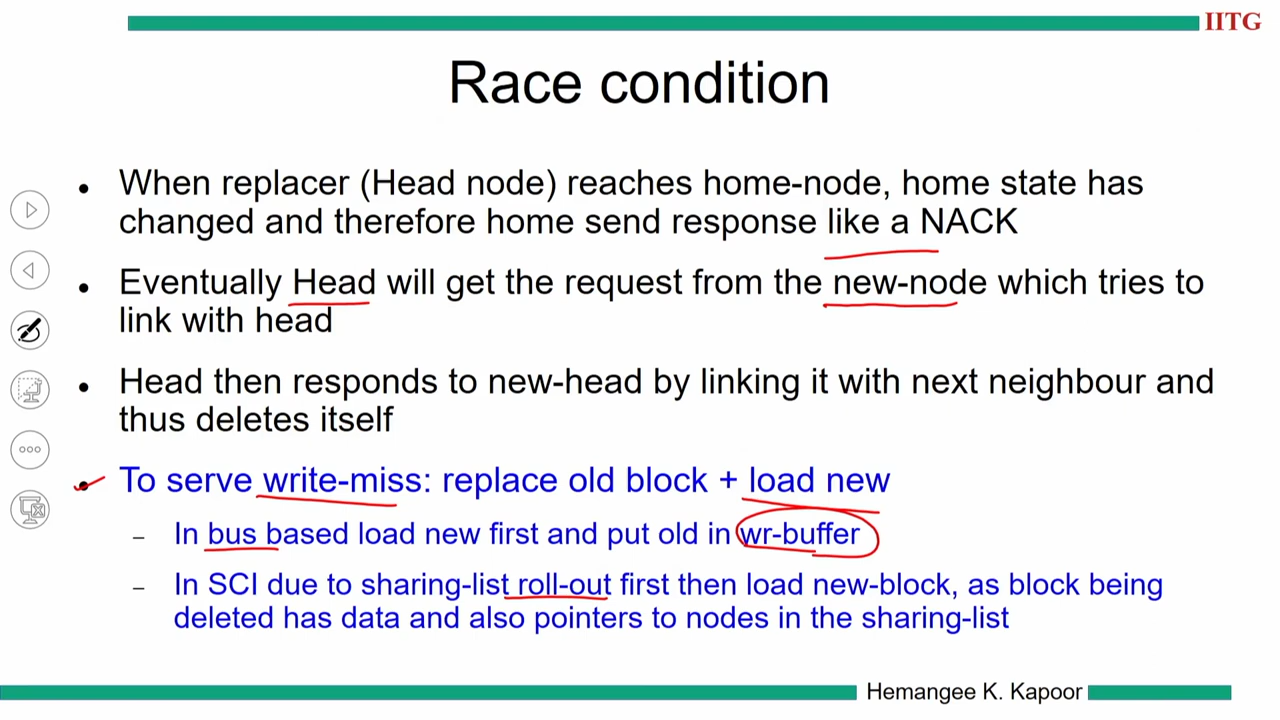 IITG
Race condition
• When replacer (Head node) reaches home-node, home state has
changed and therefore home send response like a NACK
• Eventually Head will get the request from the new-node which tries to
link with head
• Head then responds to new-head by linking it with next neighbour and
thus deletes itself
• To serve write-miss: replace old block + load new
– In bus based load new first and put old in wr-buffer
– In SCI due to sharing-list roll-out first then load new-block, as block being
deleted has data and also pointers to nodes in the sharing-list
Hemangee K. Kapoor